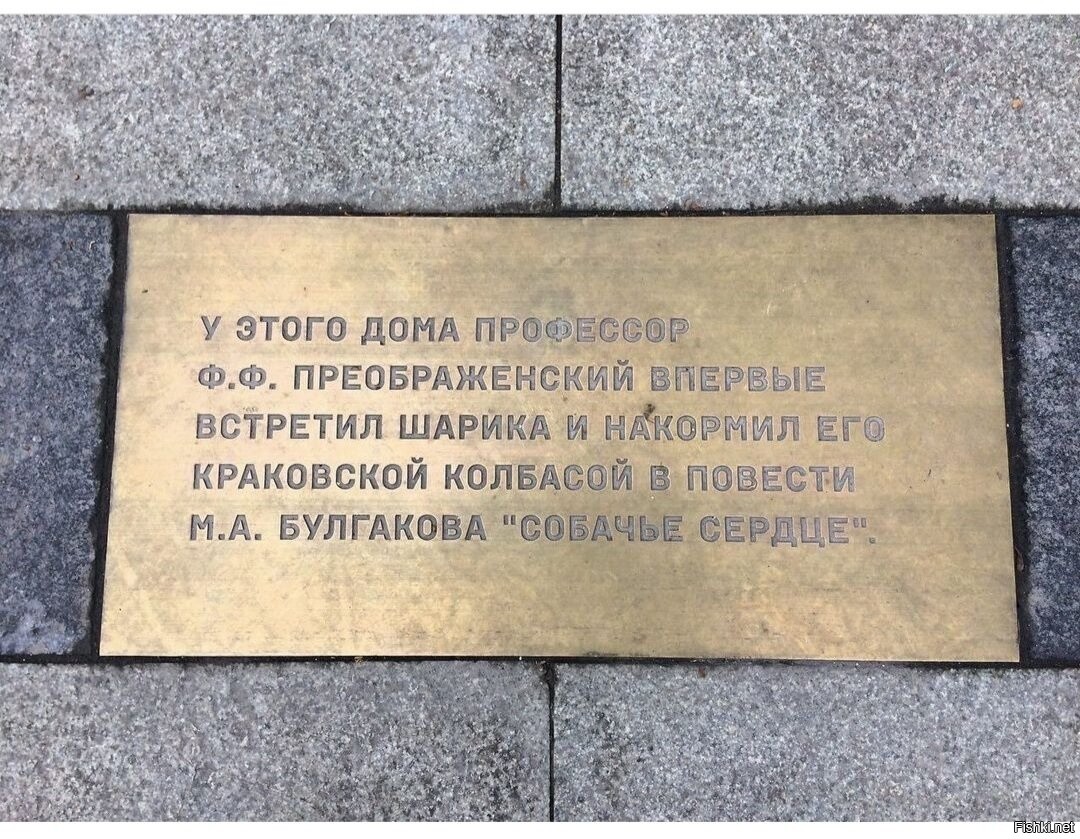 У ЭТОГО ДОМА ПРОФЕССОР
Ф.Ф. ПРЕОБРАЖЕНСКИЙ ВПЕРВЫЕ
ВСТРЕТИЛ ШАРИКА И НАКОРМИЛ ЕГО
КРАКОВСКОЙ КОЛБАСОЙ В ПОВЕСТИ
М.А. БУЛГАКОВА "СОБАЧЬЕ СЕРДЦЕ".
Fishki.net